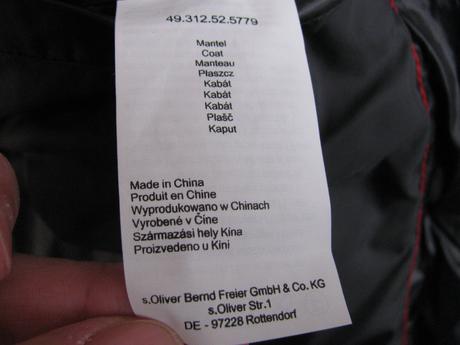 49.312.52.5779
Mantel
Coat
Manteau
Płaszcz
Kabát
Kabát
Kabát
Plašč
Kaput
Made in China
Produit en Chine
Wyprodukowano w Chinach
Vyrobené v Číne
Származási hely Kina
Proizvedeno u Kini
s.Oliver Bernd Freier GmbH & Co. KG
s.Oliver Str.1
DE - 97228 Rottendorf